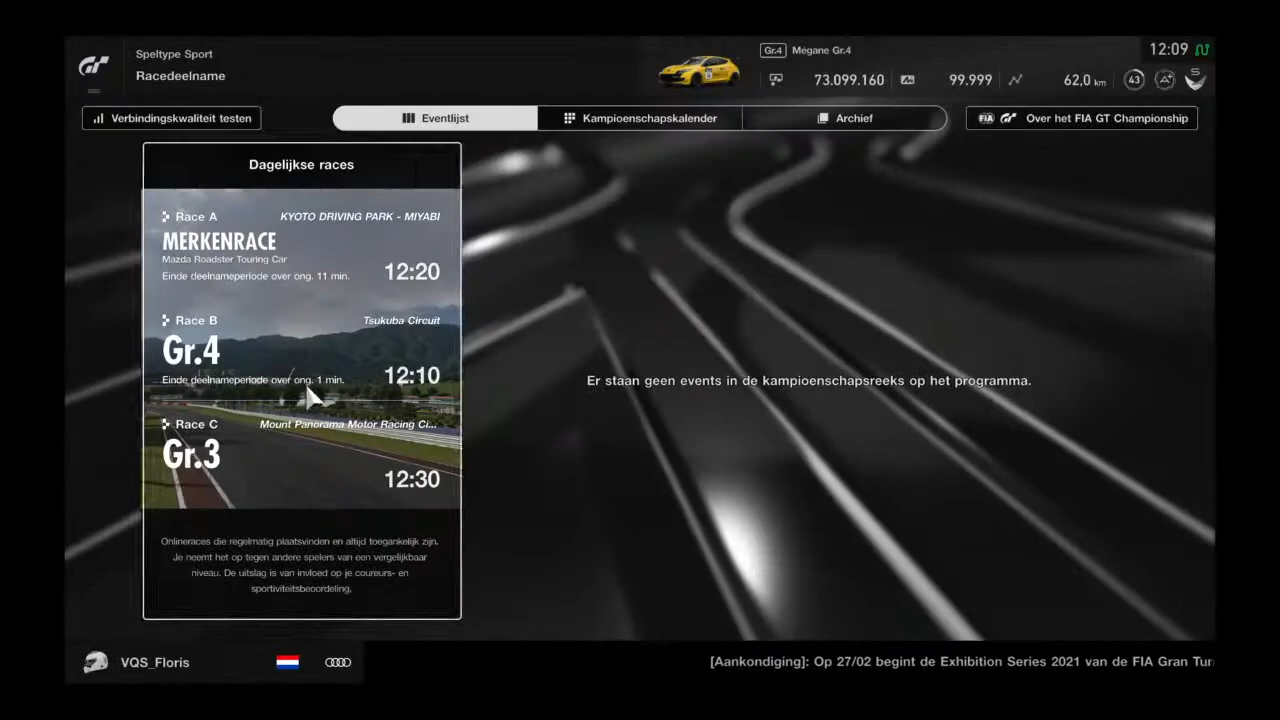 Speltype Sport
Racedeelname
Gr.4 Mégane Gr.4
12:09
73.099.160
99.999
62,0 km
43
S
Verbindingskwaliteit testen
Eventlijst
Kampioenschapskalender
Archief
FIA GT Over het FIA GT Championship
Dagelijkse races
Race A KYOTO DRIVING PARK - MIYABI
MERKENRACE
Mazda Roadster Touring Car
Einde deelnameperiode over ong. 11 min. 12:20
Race B Tsukuba Circuit
Gr.4
Einde deelnameperiode over ong. 1 min. 12:10
Race C Mount Panorama Motor Racing Ci...
Gr.3
12:30
Er staan geen events in de kampioenschapsreeks op het programma.
Onlineraces die regelmatig plaatsvinden en altijd toegankelijk zijn.
Je neemt het op tegen andere spelers van een vergelijkbaar
niveau. De uitslag is van invloed op je coureurs- en
sportiviteitsbeoordeling.
VQS_Floris
[Aankondiging]: Op 27/02 begint de Exhibition Series 2021 van de FIA Gran Tur